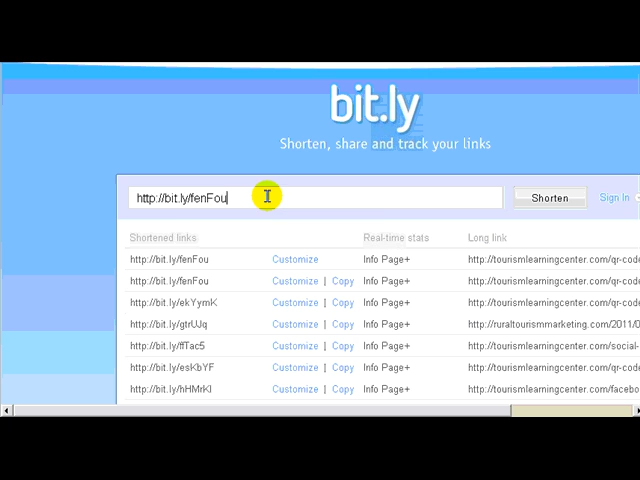 bit.ly
Shorten, share and track your links
http://bit.ly/fenFou Shorten Sign In
Shortened links Real-time stats Long link
http://bit.ly/fenFou Customize Info Page+ http://tourismlearningcenter.com/qr-code
http://bit.ly/fenFou Customize | Copy Info Page+ http://tourismlearningcenter.com/qr-code
http://bit.ly/ekYymK Customize | Copy Info Page+ http://tourismlearningcenter.com/qr-code
http://bit.ly/gtrUJq Customize | Copy Info Page+ http://ruraltourismmarketing.com/2011/0
http://bit.ly/ffTac5 Customize | Copy Info Page+ http://tourismlearningcenter.com/social-
http://bit.ly/esKbYF Customize | Copy Info Page+ http://tourismlearningcenter.com/qr-code
http://bit.ly/hHMrKI Customize | Copy Info Page+ http://tourismlearningcenter.com/facebo